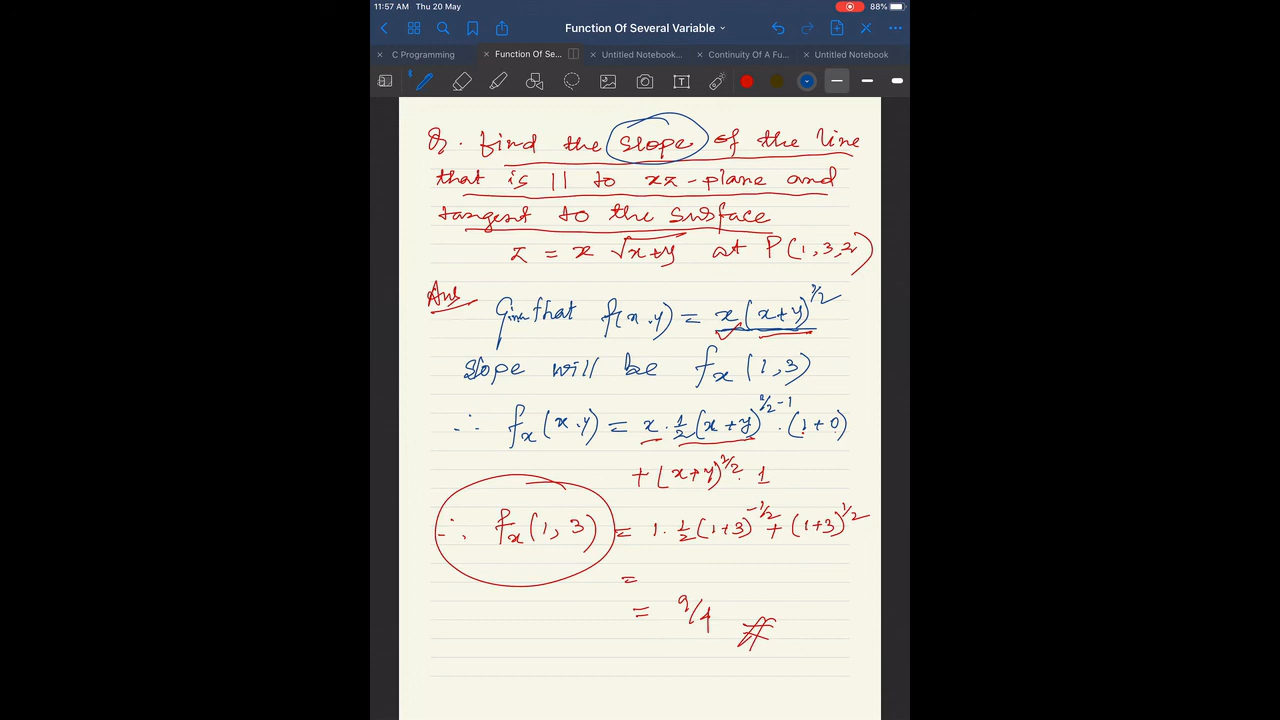 11:57 AM Thu 20 May 88%
Function Of Several Variable
C Programming Function Of Se... Untitled Notebook... Continuity Of A Fu... Untitled Notebook
Q. find the slope of the line
that is || to xz-plane and
tangent to the surface
z = x √x+y at P(1,3,2)
Ans
Given that f(x,y) = x(x+y)^1/2
slope will be fx (1,3)
∴ fx(x,y) = x·1/2(x+y)^1/2-1 · (1+0)
+ (x+y)^1/2 · 1
∴ fx(1,3) = 1·1/2(1+3)^-1/2 + (1+3)^1/2
=
= 9/4 #